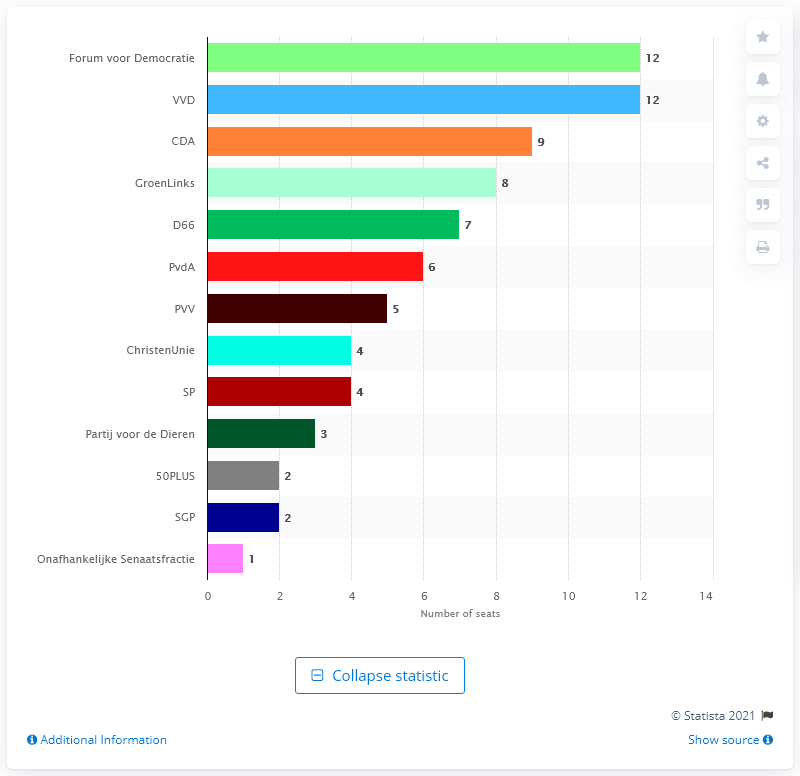 Forum voor Democratie 12
VVD 12
CDA 9
GroenLinks 8
D66 7
PvdA 6
PVV 5
ChristenUnie 4
SP 4
Partij voor de Dieren 3
50PLUS 2
SGP 2
Onafhankelijke Senaatsfractie 1
0 2 4 6 8 10 12 14
Number of seats
Collapse statistic
© Statista 2021
Additional Information
Show source